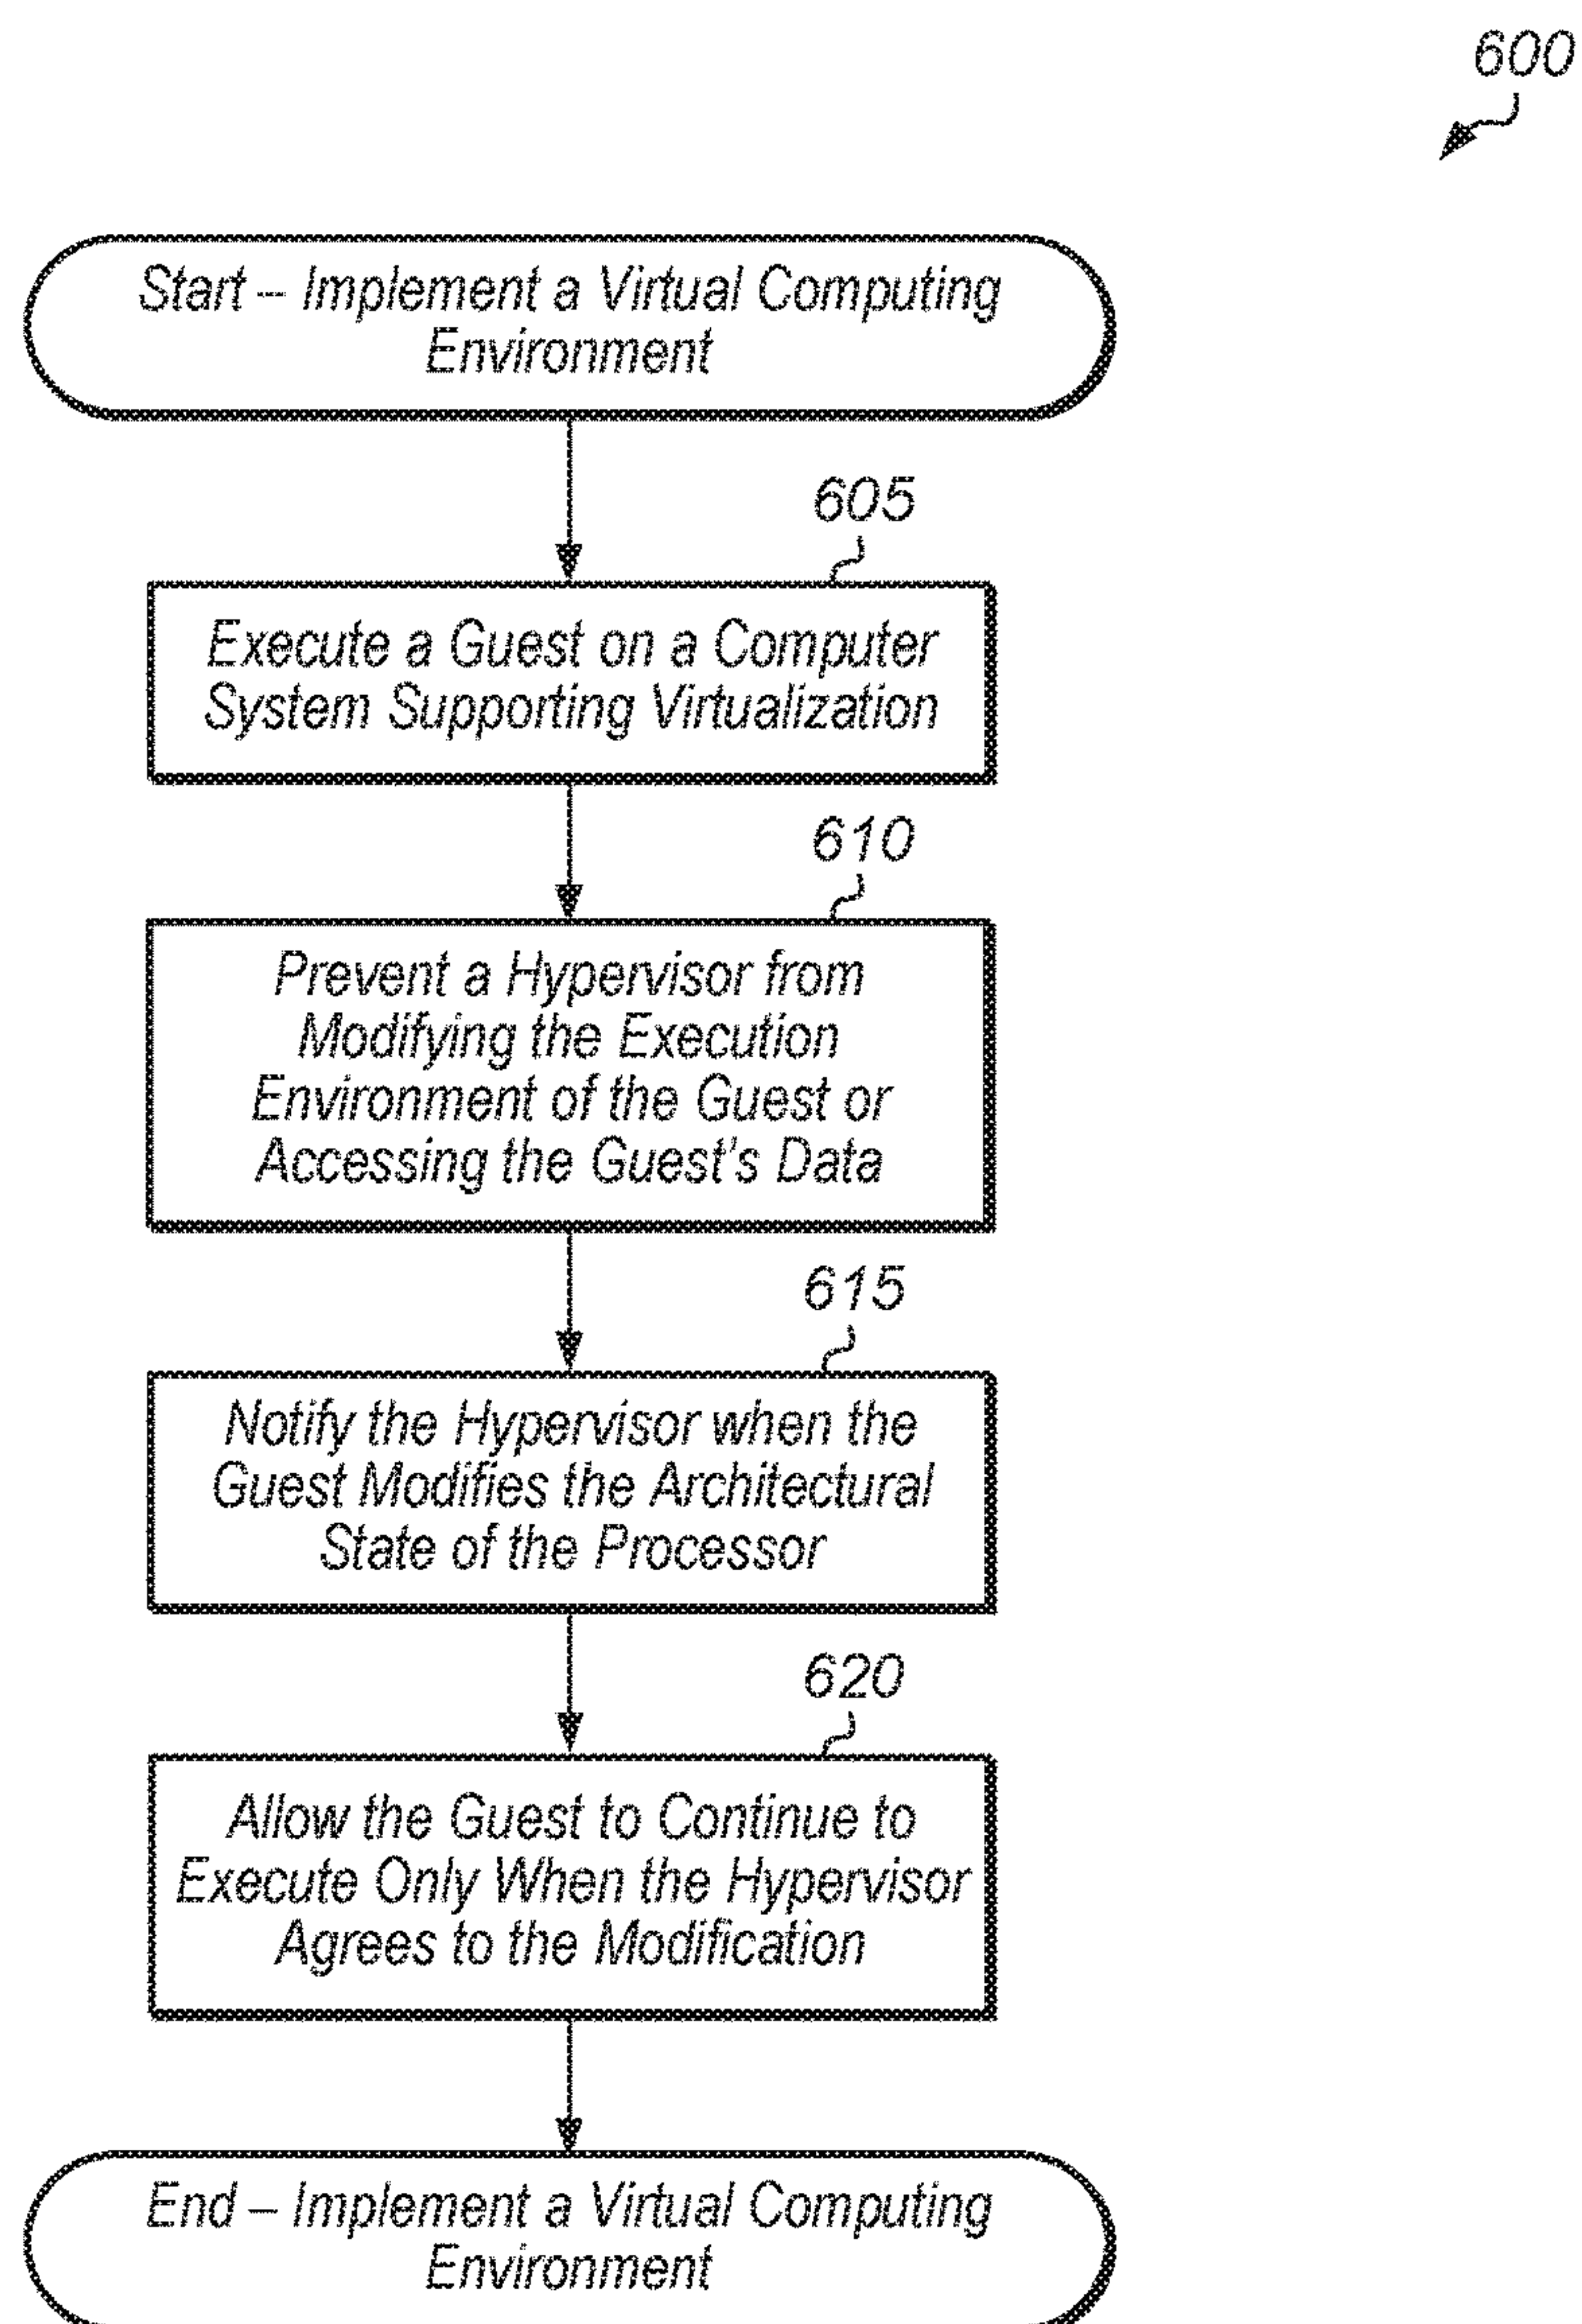 600
Start – Implement a Virtual Computing
Environment
605
Execute a Guest on a Computer
System Supporting Virtualization
610
Prevent a Hypervisor from
Modifying the Execution
Environment of the Guest or
Accessing the Guest's Data
615
Notify the Hypervisor when the
Guest Modifies the Architectural
State of the Processor
620
Allow the Guest to Continue to
Execute Only When the Hypervisor
Agrees to the Modification
End – Implement a Virtual Computing
Environment